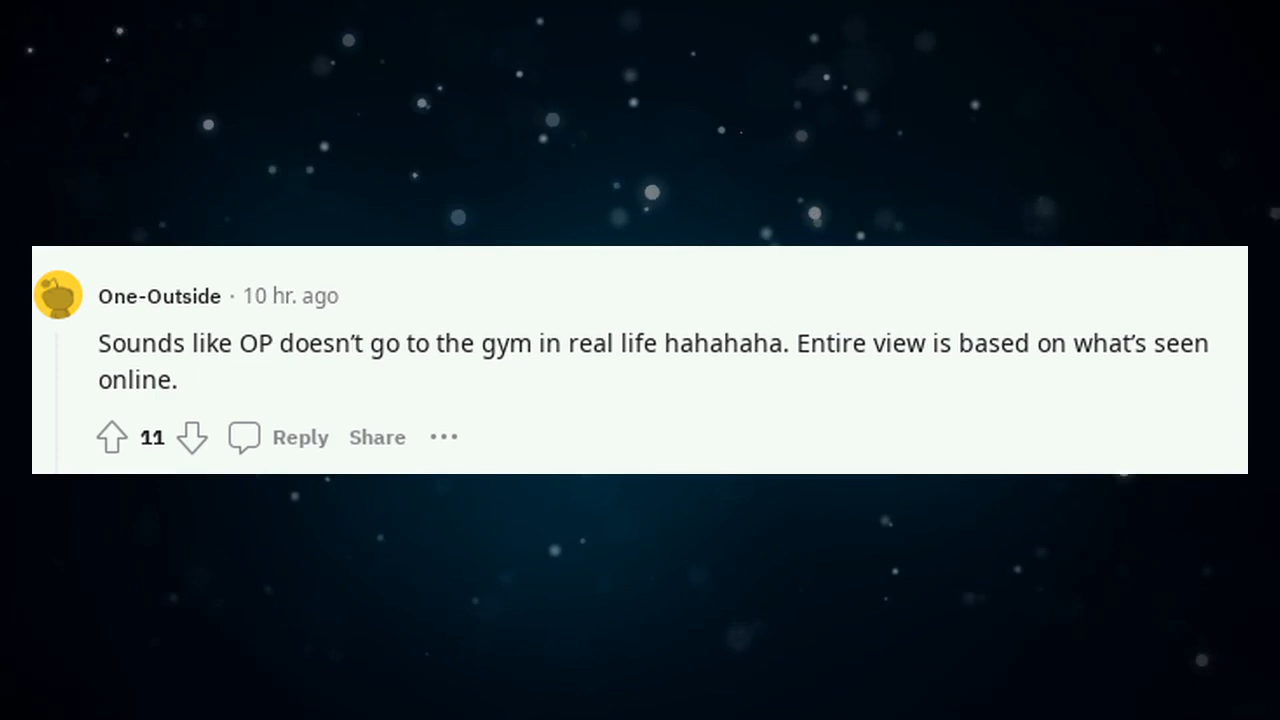 One-Outside · 10 hr. ago
Sounds like OP doesn’t go to the gym in real life hahahaha. Entire view is based on what’s seen
online.
11 Reply Share ···